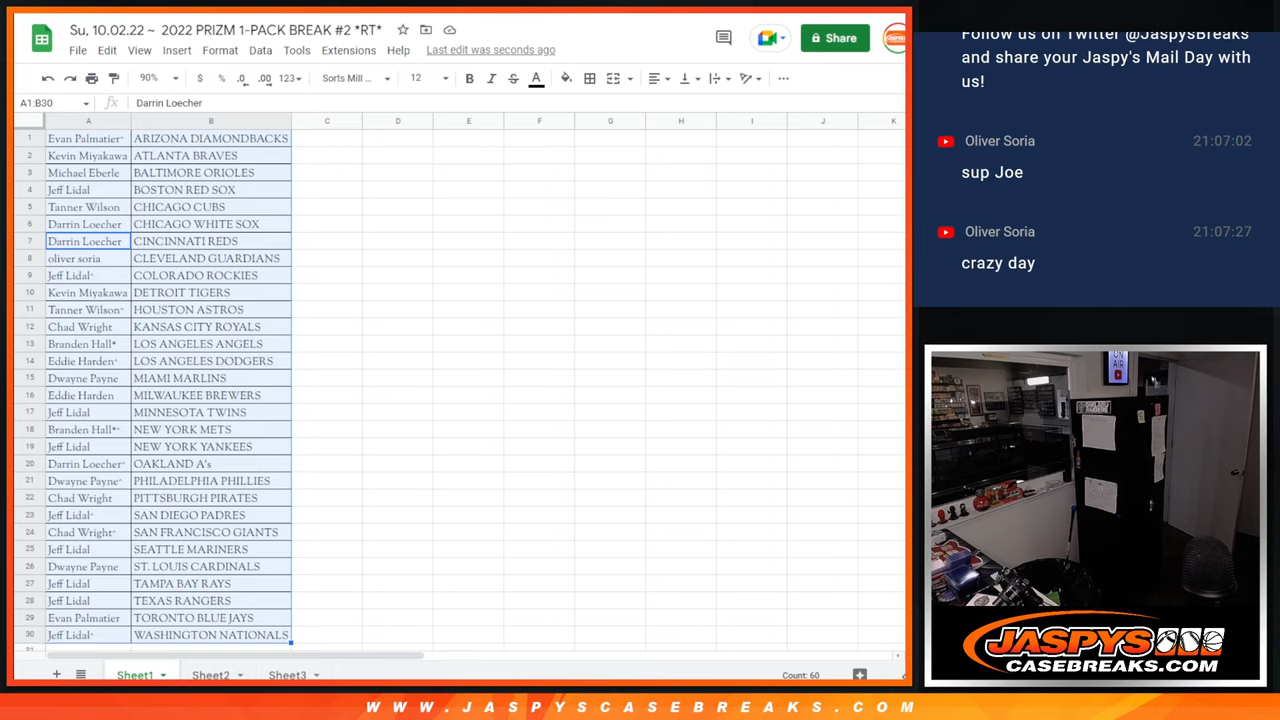 Su, 10.02.22 ~ 2022 PRIZM 1-PACK BREAK #2 *RT*
File Edit View Insert Format Data Tools Extensions Help Last edit was seconds ago
Share
90% $ % .0 .00 123 Sorts Mill ... 12 B I S A
A1:B30 fx Darrin Loecher
A B C D E F G H I J K
1 Evan Palmatier^ ARIZONA DIAMONDBACKS
2 Kevin Miyakawa ATLANTA BRAVES
3 Michael Eberle BALTIMORE ORIOLES
4 Jeff Lidal BOSTON RED SOX
5 Tanner Wilson CHICAGO CUBS
6 Darrin Loecher CHICAGO WHITE SOX
7 Darrin Loecher CINCINNATI REDS
8 oliver soria CLEVELAND GUARDIANS
9 Jeff Lidal^ COLORADO ROCKIES
10 Kevin Miyakawa DETROIT TIGERS
11 Tanner Wilson^ HOUSTON ASTROS
12 Chad Wright KANSAS CITY ROYALS
13 Branden Hall* LOS ANGELES ANGELS
14 Eddie Harden^ LOS ANGELES DODGERS
15 Dwayne Payne MIAMI MARLINS
16 Eddie Harden MILWAUKEE BREWERS
17 Jeff Lidal MINNESOTA TWINS
18 Branden Hall*^ NEW YORK METS
19 Jeff Lidal NEW YORK YANKEES
20 Darrin Loecher^ OAKLAND A's
21 Dwayne Payne^ PHILADELPHIA PHILLIES
22 Chad Wright PITTSBURGH PIRATES
23 Jeff Lidal^ SAN DIEGO PADRES
24 Chad Wright^ SAN FRANCISCO GIANTS
25 Jeff Lidal SEATTLE MARINERS
26 Dwayne Payne ST. LOUIS CARDINALS
27 Jeff Lidal TAMPA BAY RAYS
28 Jeff Lidal TEXAS RANGERS
29 Evan Palmatier TORONTO BLUE JAYS
30 Jeff Lidal^ WASHINGTON NATIONALS
Sheet1 Sheet2 Sheet3 Count: 60
Follow us on Twitter @JaspysBreaks
and share your Jaspy's Mail Day with
us!
Oliver Soria 21:07:02
sup Joe
Oliver Soria 21:07:27
crazy day
ON
AIR
JASPYS
CASEBREAKS.COM
WWW.JASPYSCASEBREAKS.COM